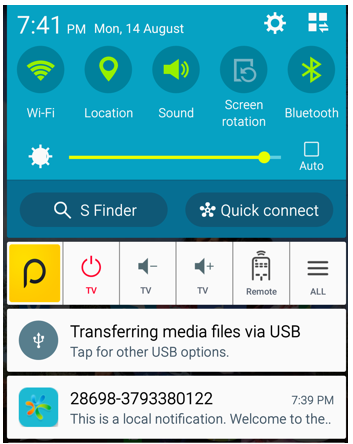 7:41 PM Mon, 14 August
Wi-Fi Location Sound Screen rotation Bluetooth
Auto
S Finder Quick connect
TV TV TV Remote ALL
Transferring media files via USB
Tap for other USB options.
28698-3793380122 7:39 PM
This is a local notification. Welcome to the..